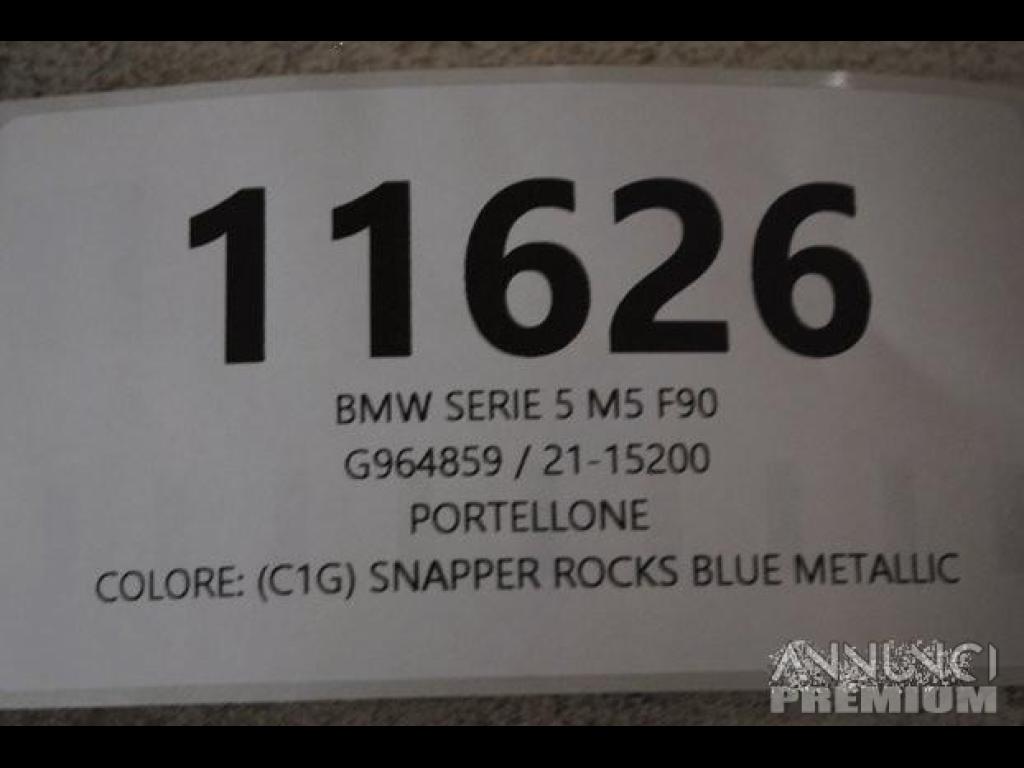 11626
BMW SERIE 5 M5 F90
G964859 / 21-15200
PORTELLONE
COLORE: (C1G) SNAPPER ROCKS BLUE METALLIC
ANNUNCI
PREMIUM